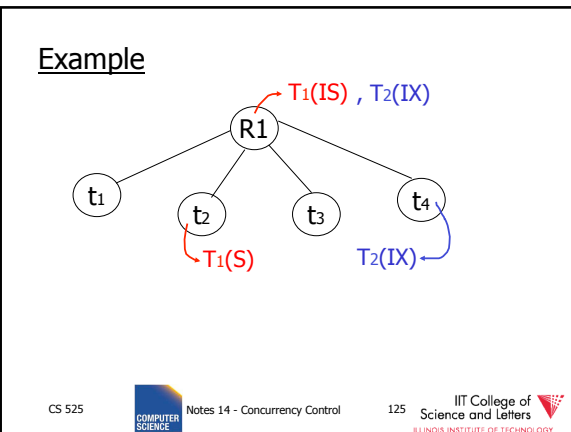 Example
T1(IS) , T2(IX)
R1
t1
t2
t3
t4
T1(S)
T2(IX)
CS 525
COMPUTER
SCIENCE
Notes 14 - Concurrency Control
125
IIT College of
Science and Letters
ILLINOIS INSTITUTE OF TECHNOLOGY